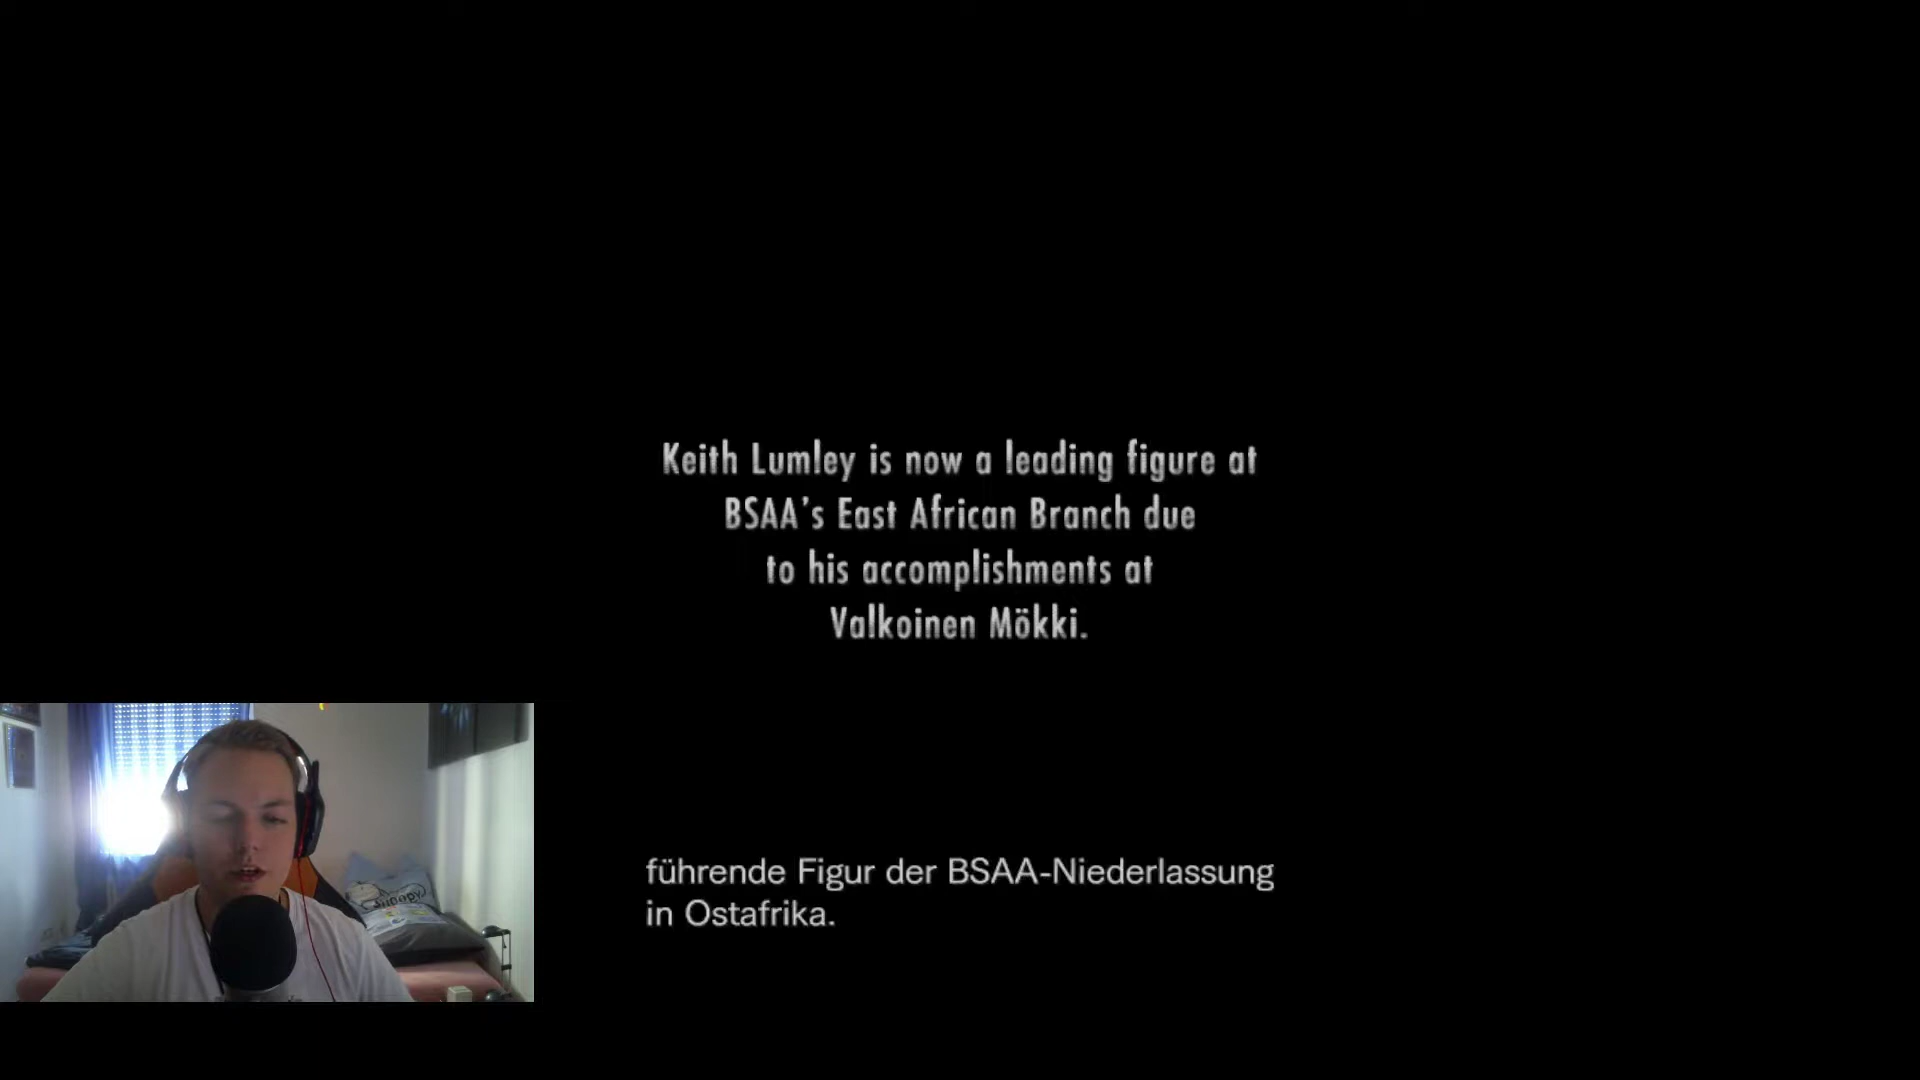 Keith Lumley is now a leading figure at
BSAA's East African Branch due
to his accomplishments at
Valkoinen Mökki.
führende Figur der BSAA-Niederlassung
in Ostafrika.
Snoopy